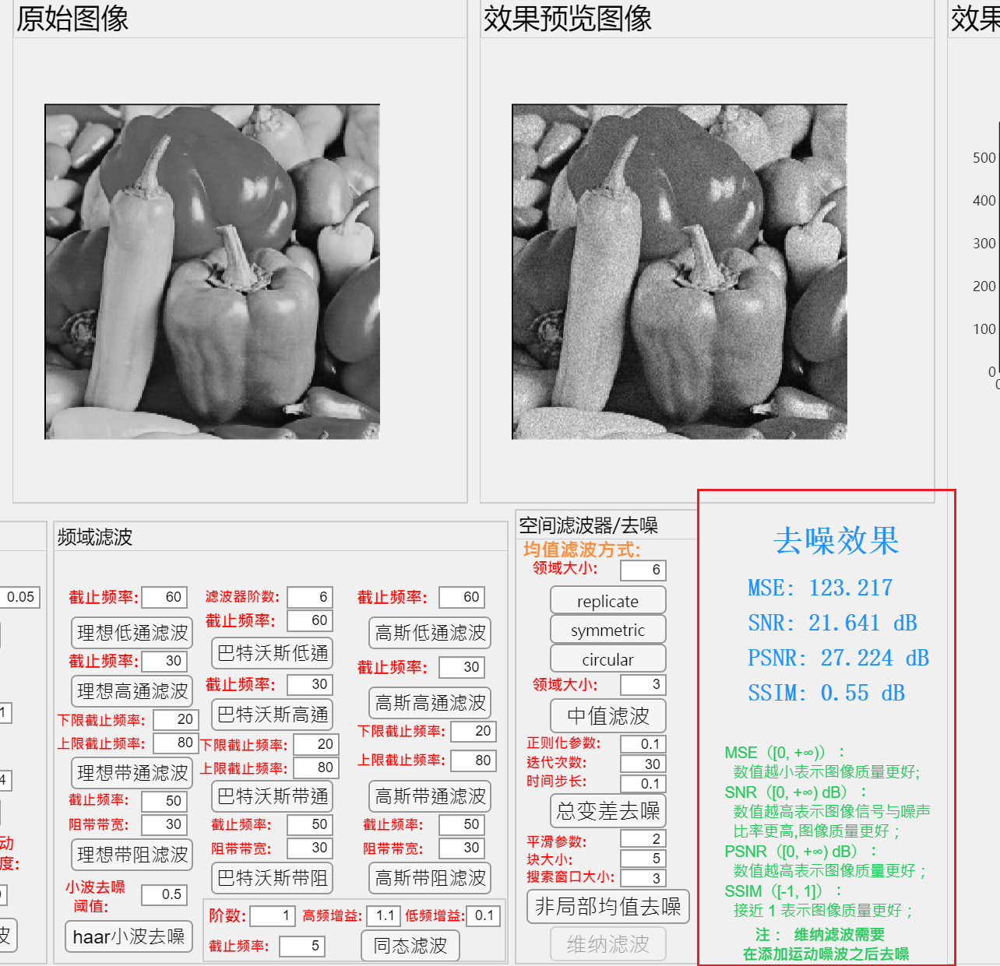 原始图像
效果预览图像
效果
500
400
300
200
100
0
0.05
1
4
动
度:
波
频域滤波
截止频率: 60
理想低通滤波
截止频率: 30
理想高通滤波
下限截止频率: 20
上限截止频率: 80
理想带通滤波
截止频率: 50
阻带带宽: 30
理想带阻滤波
小波去噪
阈值: 0.5
haar小波去噪
滤波器阶数: 6
截止频率: 60
巴特沃斯低通
截止频率: 30
巴特沃斯高通
下限截止频率: 20
上限截止频率: 80
巴特沃斯带通
截止频率: 50
阻带带宽: 30
巴特沃斯带阻
截止频率: 60
高斯低通滤波
截止频率: 30
高斯高通滤波
下限截止频率: 20
上限截止频率: 80
高斯带通滤波
截止频率: 50
阻带带宽: 30
高斯带阻滤波
阶数: 1 高频增益: 1.1 低频增益: 0.1
截止频率: 5 同态滤波
空间滤波器/去噪
均值滤波方式:
领域大小: 6
replicate
symmetric
circular
领域大小: 3
中值滤波
正则化参数: 0.1
迭代次数: 30
时间步长: 0.1
总变差去噪
平滑参数: 2
块大小: 5
搜索窗口大小: 3
非局部均值去噪
维纳滤波
去噪效果
MSE: 123.217
SNR: 21.641 dB
PSNR: 27.224 dB
SSIM: 0.55 dB
MSE（[0, +∞)）：
数值越小表示图像质量更好;
SNR（[0, +∞) dB）：
数值越高表示图像信号与噪声
比率更高,图像质量更好；
PSNR（[0, +∞) dB）：
数值越高表示图像质量更好；
SSIM（[-1, 1]）：
接近 1 表示图像质量更好；
注： 维纳滤波需要
在添加运动噪波之后去噪